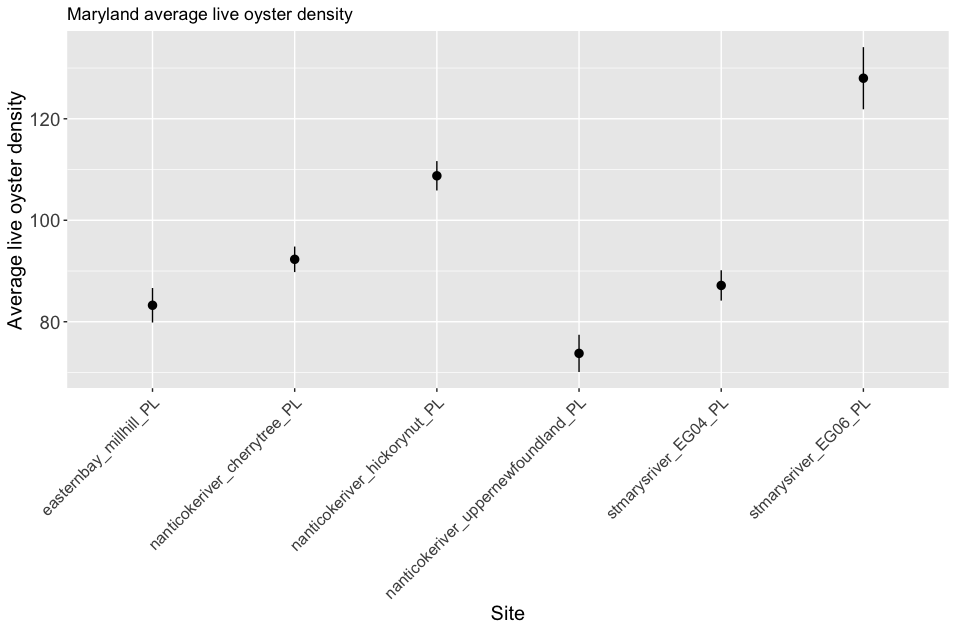 Maryland average live oyster density
Average live oyster density
120
100
80
easternbay_millhill_PL
nanticokeriver_cherrytree_PL
nanticokeriver_hickorynut_PL
nanticokeriver_uppernewfoundland_PL
stmarysriver_EG04_PL
stmarysriver_EG06_PL
Site